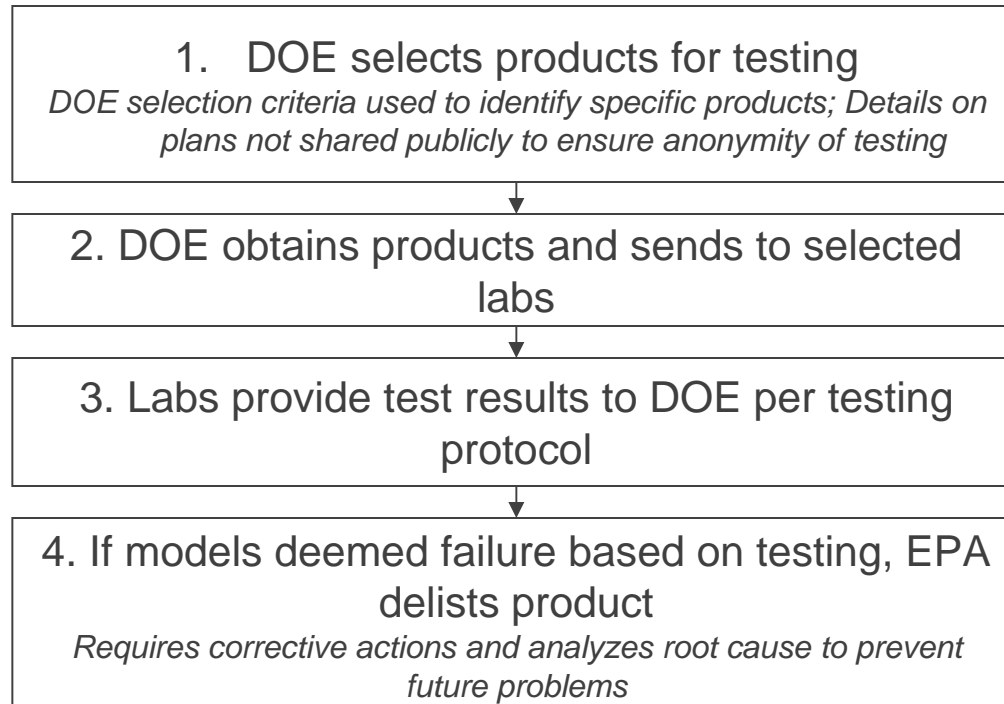 1. DOE selects products for testing
DOE selection criteria used to identify specific products; Details on
plans not shared publicly to ensure anonymity of testing
2. DOE obtains products and sends to selected
labs
3. Labs provide test results to DOE per testing
protocol
4. If models deemed failure based on testing, EPA
delists product
Requires corrective actions and analyzes root cause to prevent
future problems